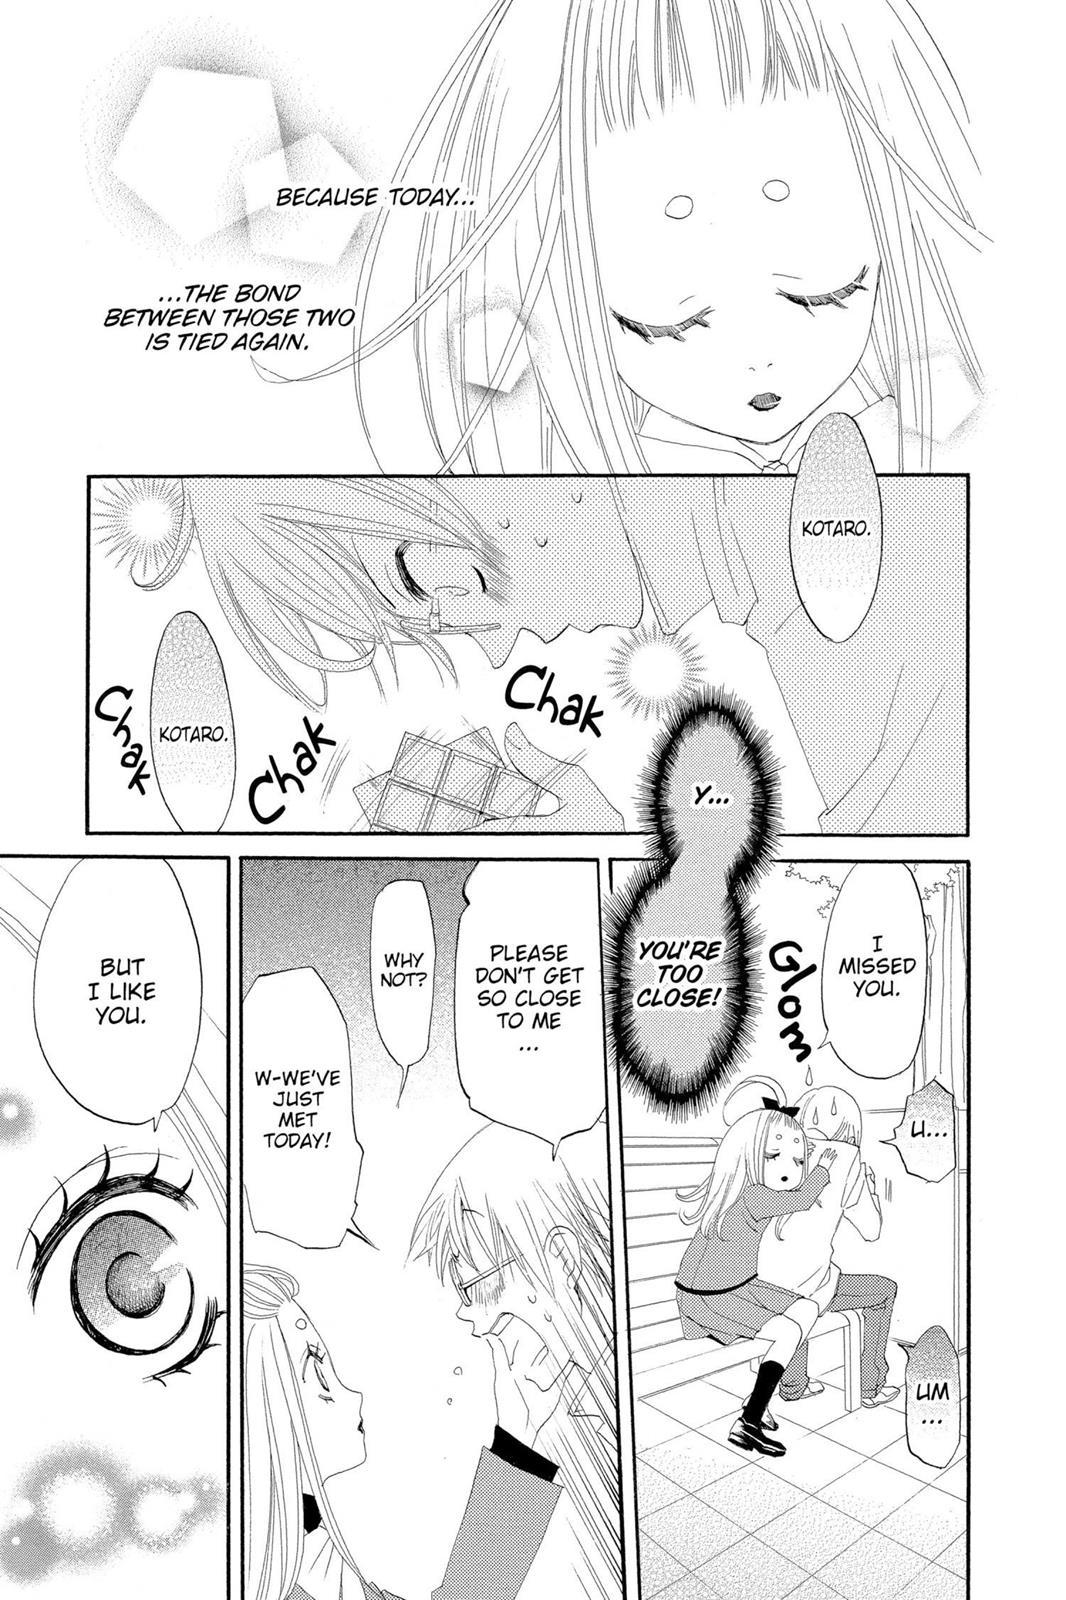 BECAUSE TODAY...
...THE BOND
BETWEEN THOSE TWO
IS TIED AGAIN.
KOTARO.
Chak
Chak
KOTARO.
Chak
Y...
YOU'RE
TOO
CLOSE!
I
MISSED
YOU.
Glom
U...
UM
...
PLEASE
DON'T GET
SO CLOSE
TO ME
...
WHY
NOT?
W-WE'VE
JUST
MET
TODAY!
BUT
I LIKE
YOU.